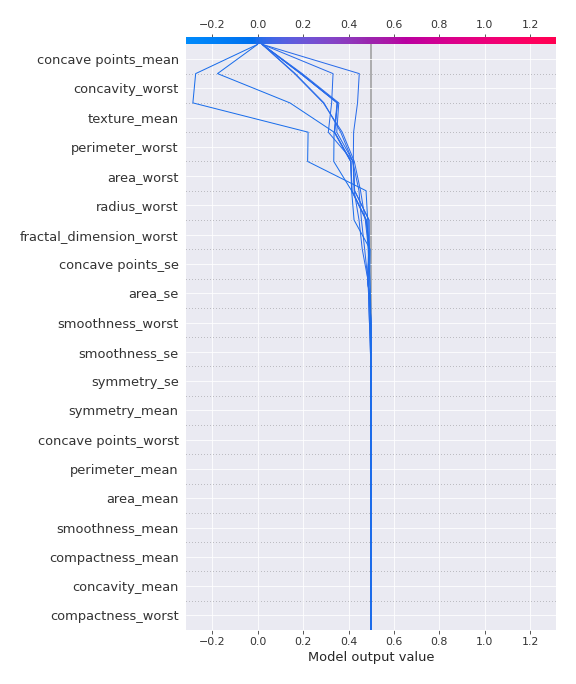 −0.2 0.0 0.2 0.4 0.6 0.8 1.0 1.2
concave points_mean
concavity_worst
texture_mean
perimeter_worst
area_worst
radius_worst
fractal_dimension_worst
concave points_se
area_se
smoothness_worst
smoothness_se
symmetry_se
symmetry_mean
concave points_worst
perimeter_mean
area_mean
smoothness_mean
compactness_mean
concavity_mean
compactness_worst
−0.2 0.0 0.2 0.4 0.6 0.8 1.0 1.2
Model output value